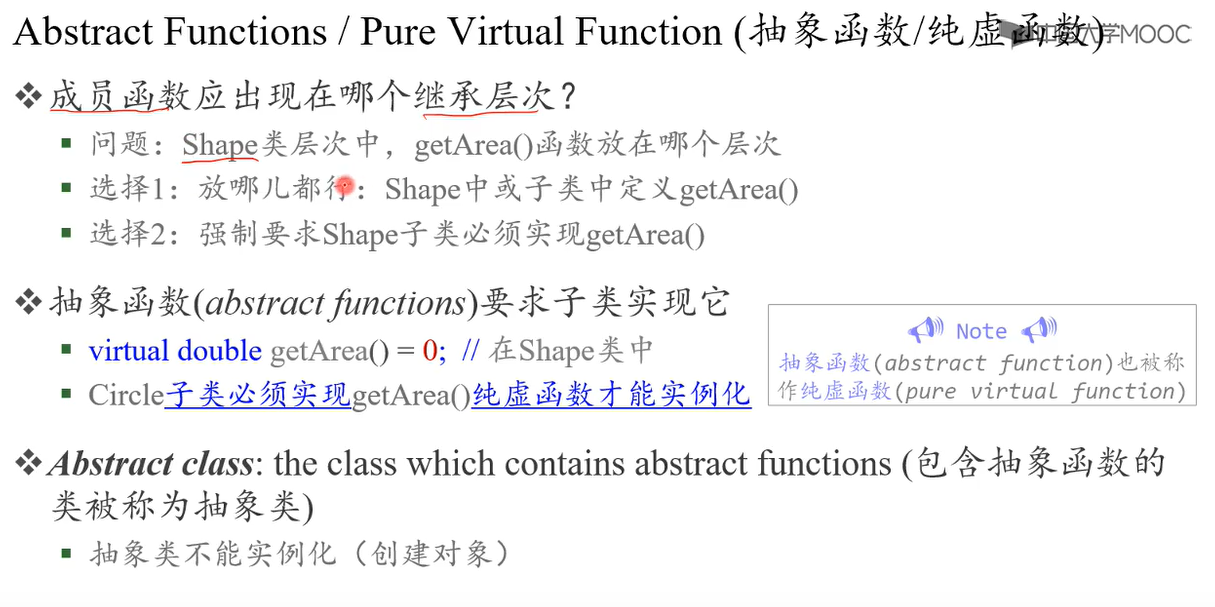 Abstract Functions / Pure Virtual Function (抽象函数/纯虚函数)
大学MOOC
❖成员函数应出现在哪个继承层次？
▪ 问题：Shape类层次中，getArea()函数放在哪个层次
▪ 选择1：放哪儿都行：Shape中或子类中定义getArea()
▪ 选择2：强制要求Shape子类必须实现getArea()
❖抽象函数(abstract functions)要求子类实现它
▪ virtual double getArea() = 0; // 在Shape类中
▪ Circle子类必须实现getArea()纯虚函数才能实例化
Note
抽象函数(abstract function)也被称
作纯虚函数(pure virtual function)
❖Abstract class: the class which contains abstract functions (包含抽象函数的
类被称为抽象类)
▪ 抽象类不能实例化（创建对象）